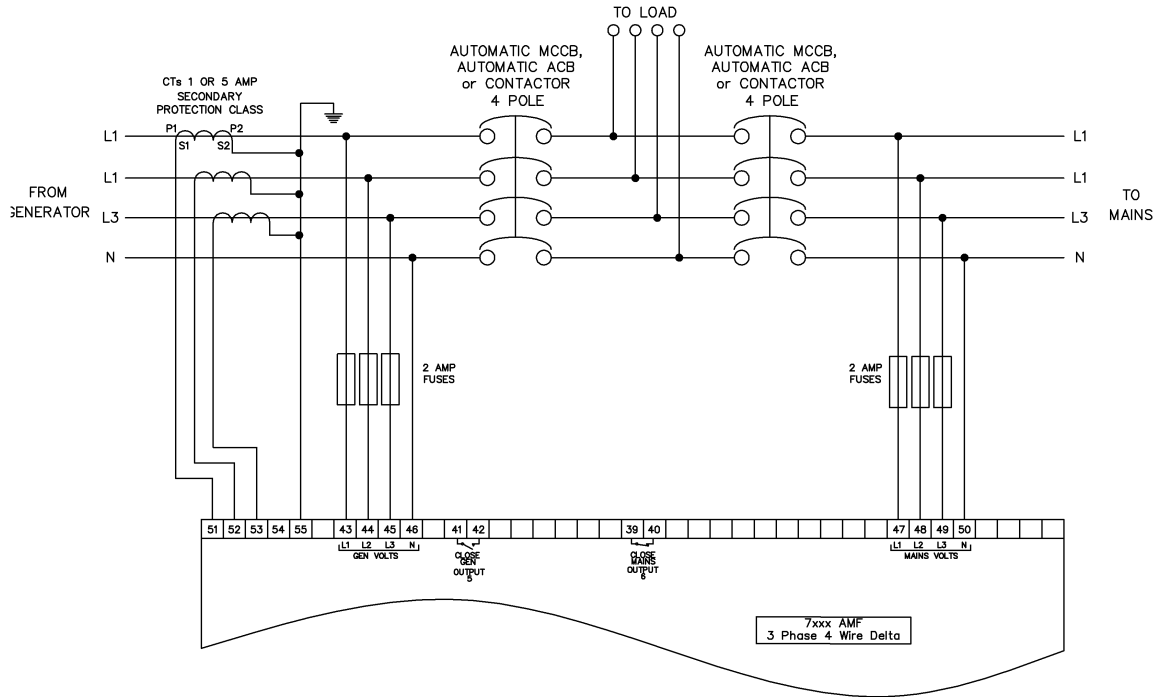 TO LOAD
AUTOMATIC MCCB,
AUTOMATIC ACB
or CONTACTOR
4 POLE
AUTOMATIC MCCB,
AUTOMATIC ACB
or CONTACTOR
4 POLE
CTs 1 OR 5 AMP
SECONDARY
PROTECTION CLASS
P1 P2
S1 S2
L1 L1
L1 L1
L3 L3
N N
FROM
GENERATOR
TO
MAINS
2 AMP
FUSES
2 AMP
FUSES
51 52 53 54 55 43 44 45 46 41 42 39 40 47 48 49 50
L1 L2 L3 N
GEN VOLTS
CLOSE
GEN
OUTPUT
5
CLOSE
MAINS
OUTPUT
6
L1 L2 L3 N
MAINS VOLTS
7xxx AMF
3 Phase 4 Wire Delta